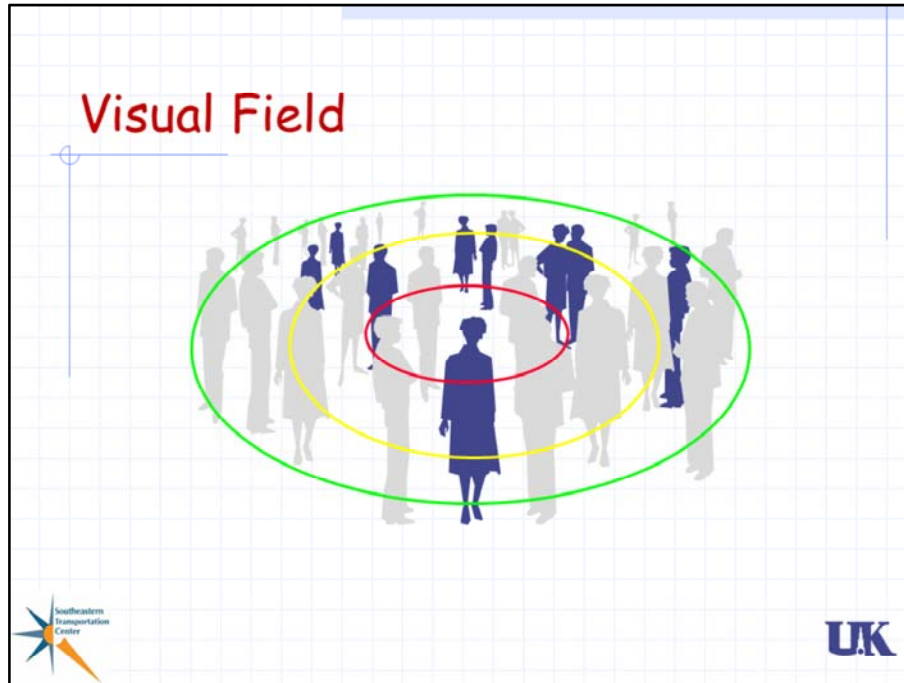 Visual Field
Southeastern
Transportation
Center
UK